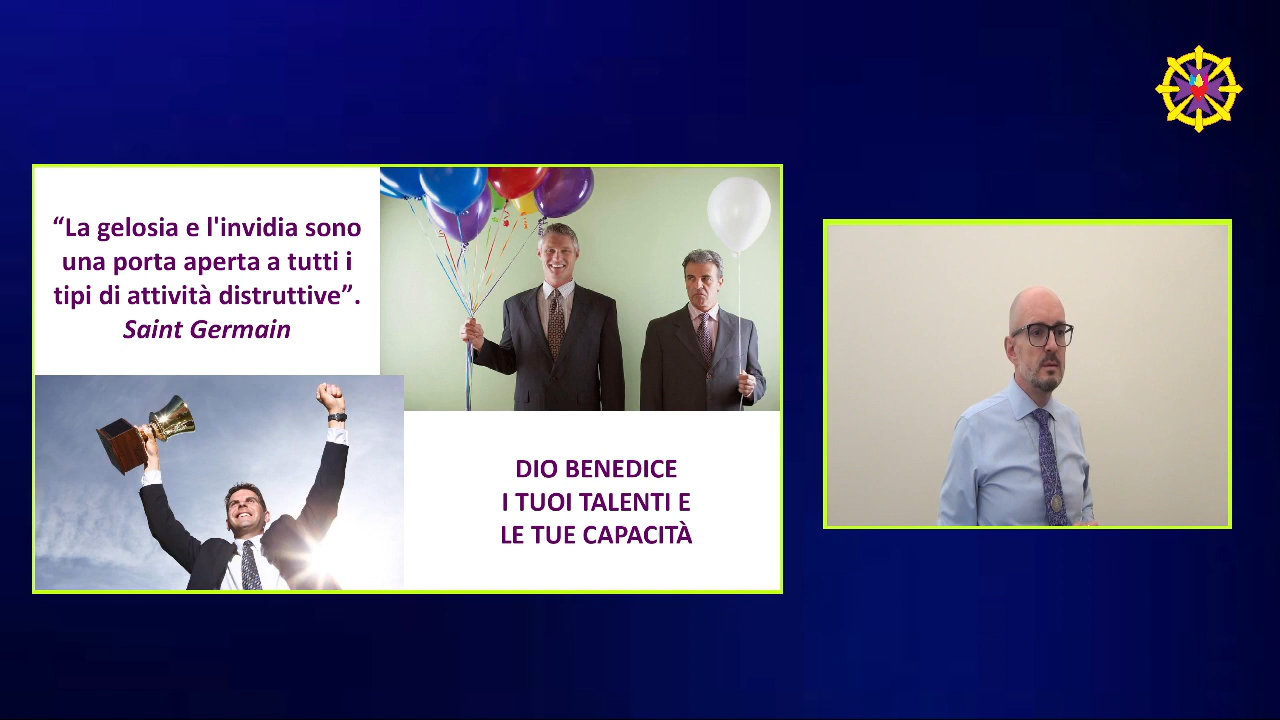 “La gelosia e l'invidia sono
una porta aperta a tutti i
tipi di attività distruttive”.
Saint Germain
DIO BENEDICE
I TUOI TALENTI E
LE TUE CAPACITÀ